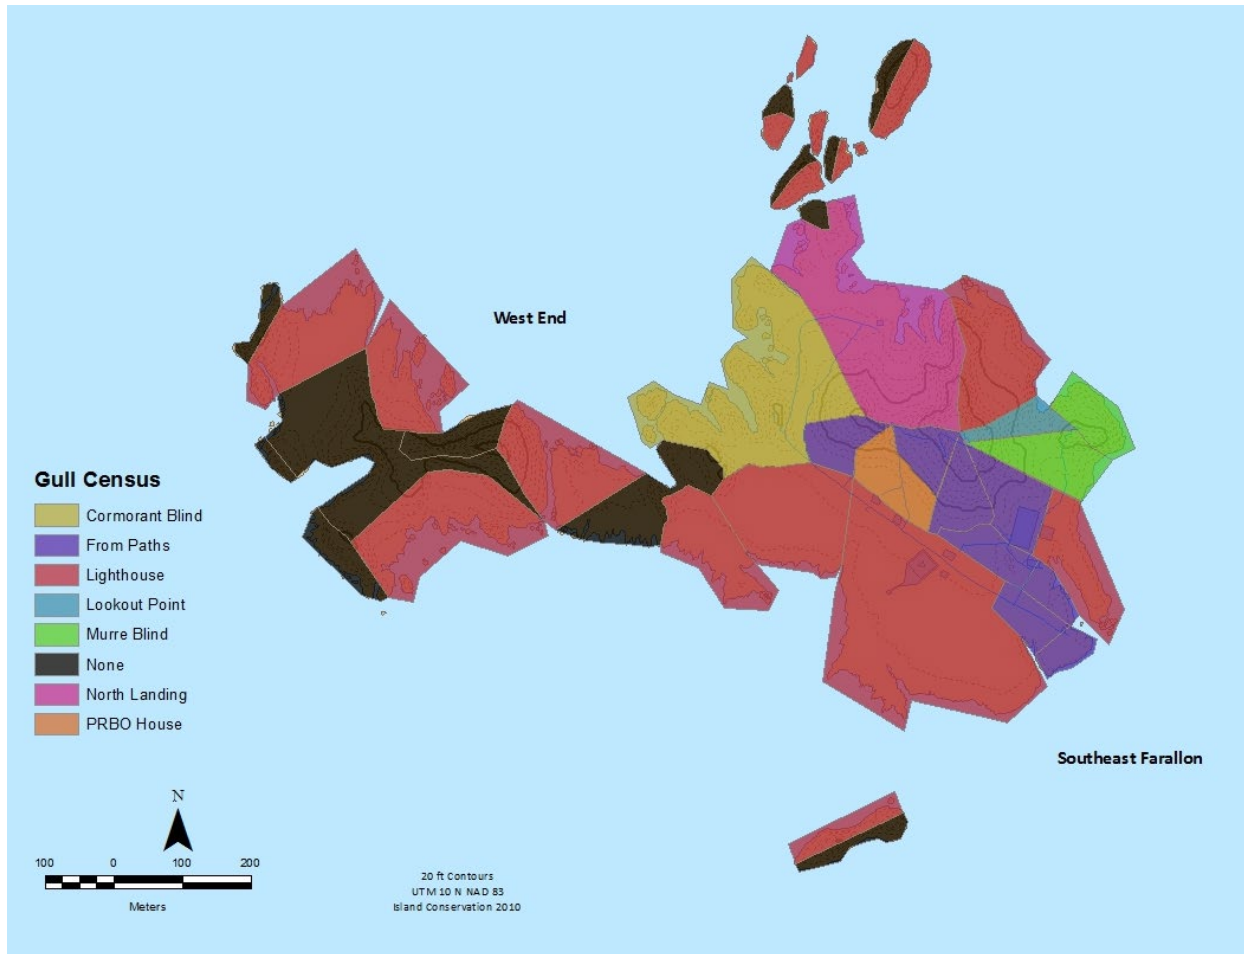 West End
Gull Census
Cormorant Blind
From Paths
Lighthouse
Lookout Point
Murre Blind
None
North Landing
PRBO House
Southeast Farallon
N
100 0 100 200
Meters
20 ft Contours
UTM 10 N NAD 83
Island Conservation 2010